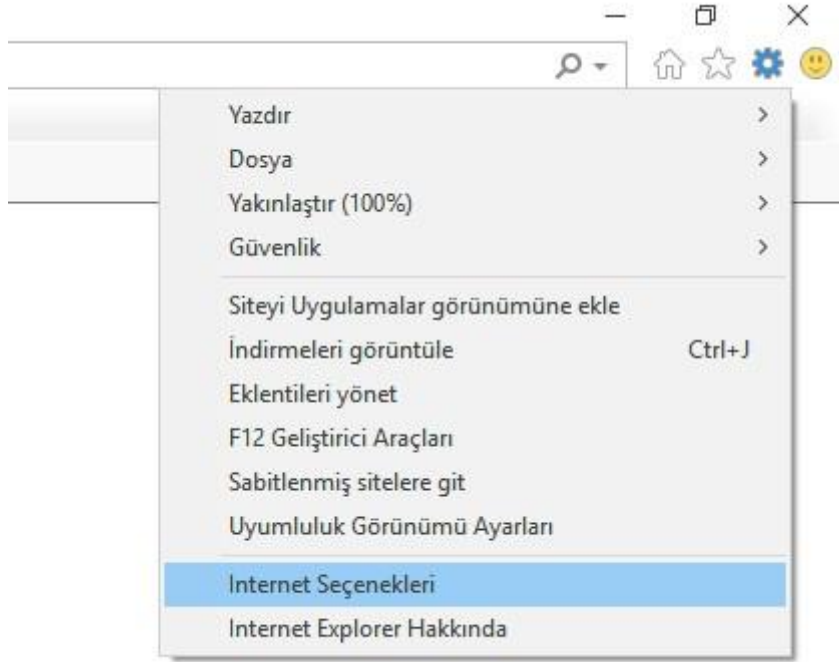 Yazdır
Dosya
Yakınlaştır (100%)
Güvenlik
Siteyi Uygulamalar görünümüne ekle
İndirmeleri görüntüle Ctrl+J
Eklentileri yönet
F12 Geliştirici Araçları
Sabitlenmiş sitelere git
Uyumluluk Görünümü Ayarları
Internet Seçenekleri
Internet Explorer Hakkında